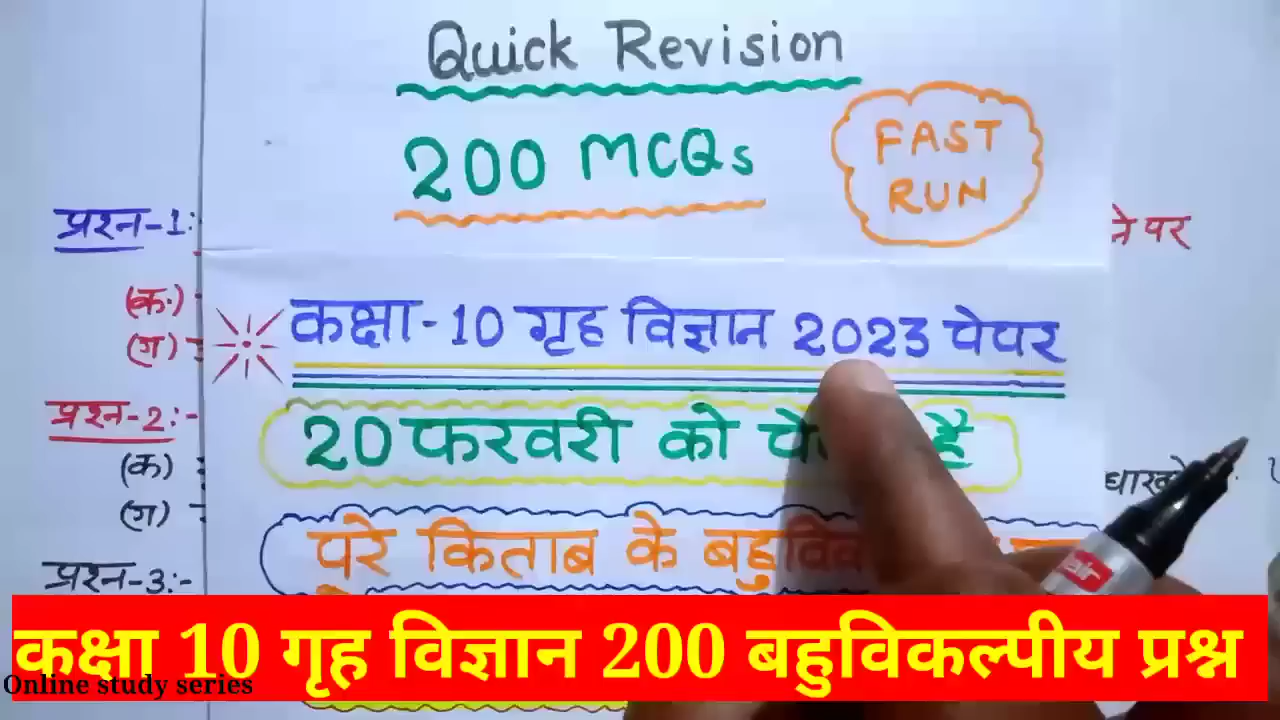 Quick Revision
200 MCQs
FAST
RUN
प्रश्न-1:
ने पर
(क)
(ग)
कक्षा-10 गृह विज्ञान 2023 पेपर
प्रश्न-2:-
20 फरवरी को है
(क)
(ग)
पुरे किताब के
प्रश्न-3:-
कक्षा 10 गृह विज्ञान 200 बहुविकल्पीय प्रश्न
Online study series